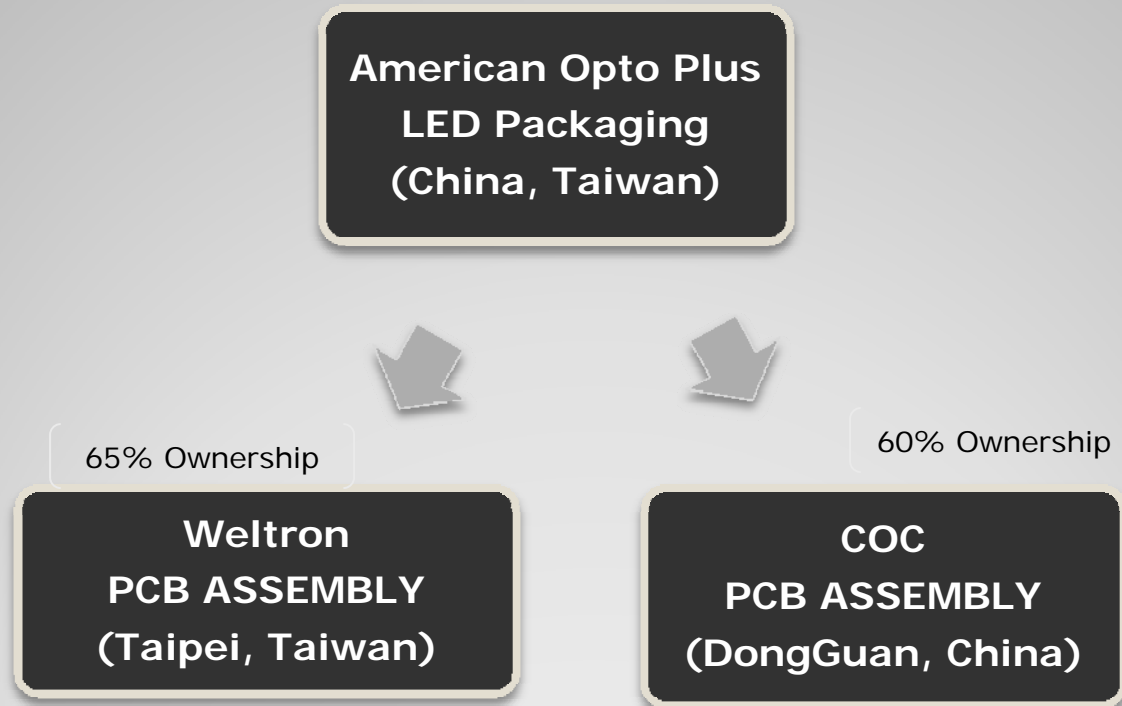 American Opto Plus
LED Packaging
(China, Taiwan)
65% Ownership
60% Ownership
Weltron
PCB ASSEMBLY
(Taipei, Taiwan)
COC
PCB ASSEMBLY
(DongGuan, China)